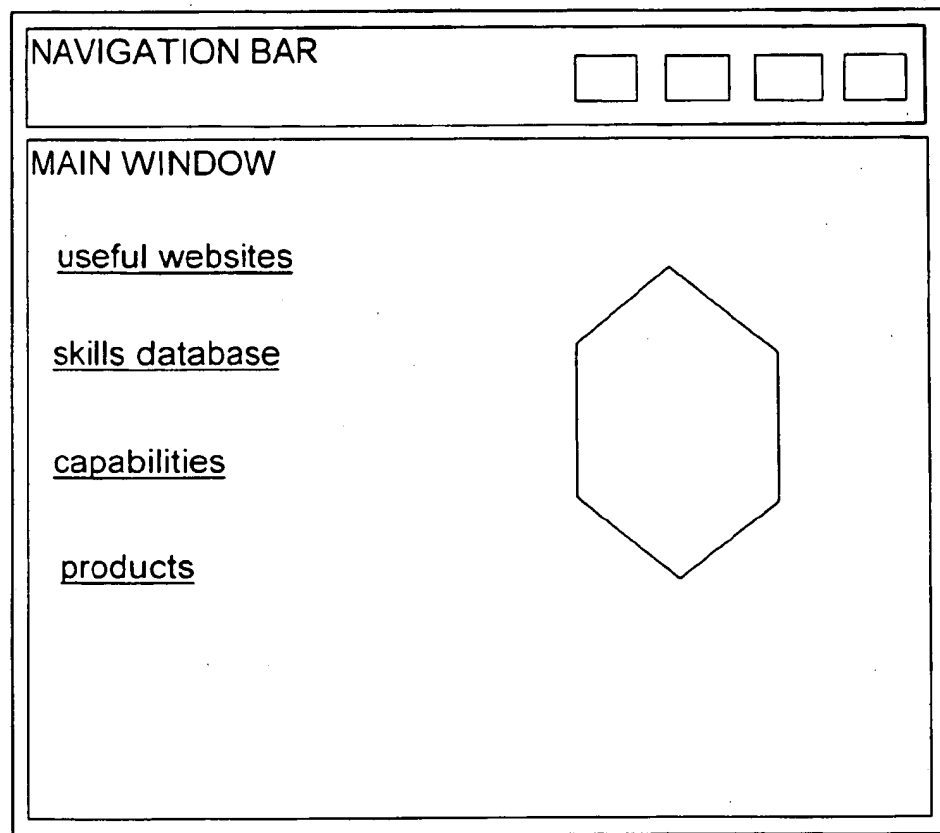 NAVIGATION BAR
MAIN WINDOW
useful websites
skills database
capabilities
products